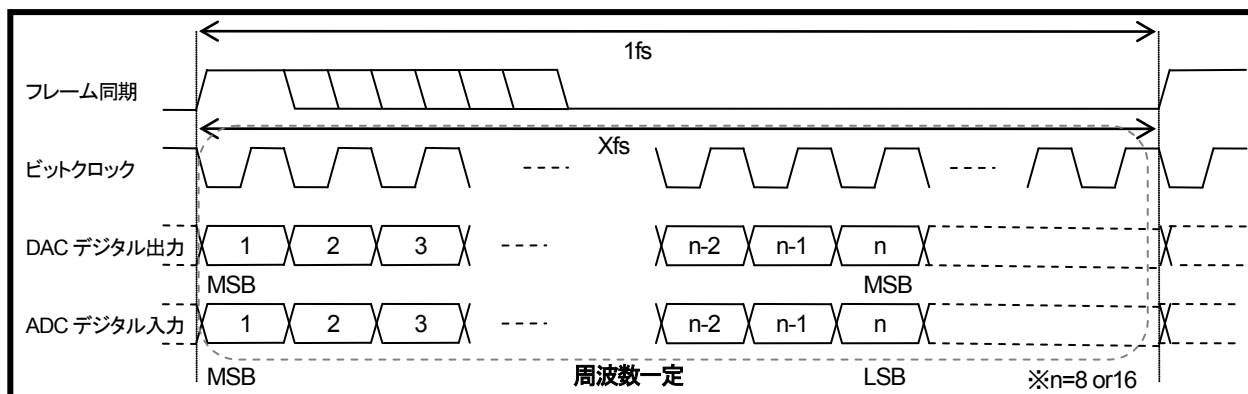 1fs
フレーム同期
Xfs
ビットクロック
DAC デジタル出力
1 2 3 n-2 n-1 n
MSB MSB
ADC デジタル入力
1 2 3 n-2 n-1 n
MSB 周波数一定 LSB ※n=8 or16